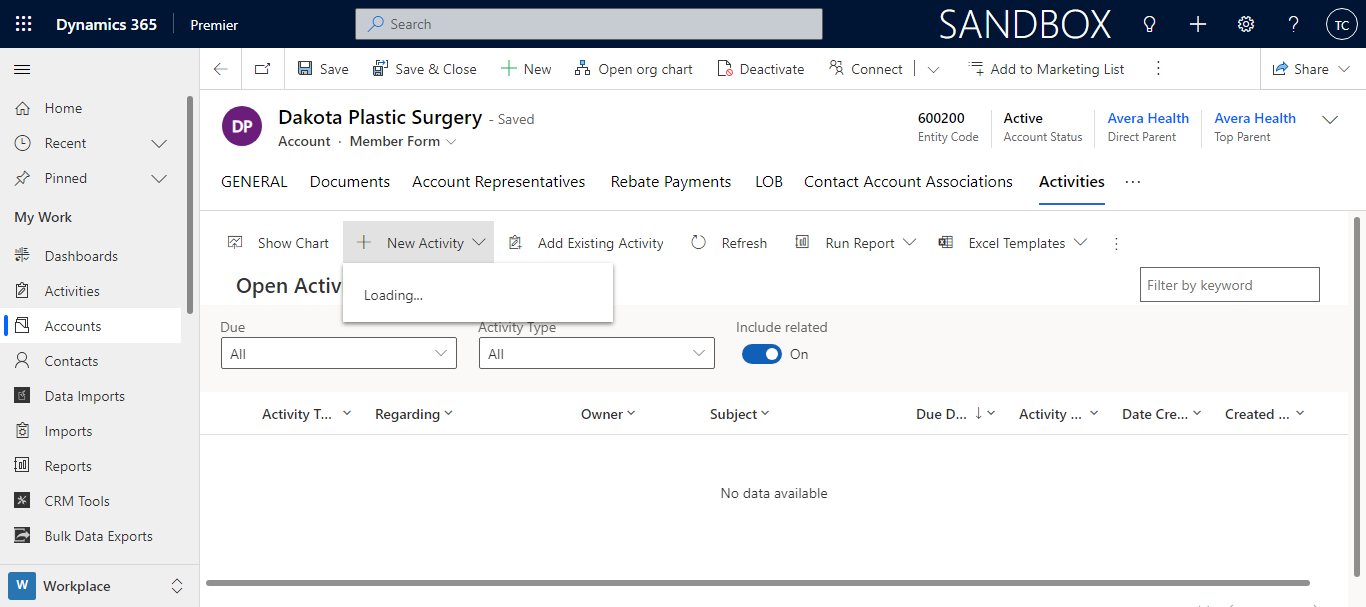 Dynamics 365 Premier Search SANDBOX ? TC
Save Save & Close New Open org chart Deactivate Connect Add to Marketing List Share
Home
Recent
Pinned
My Work
Dashboards
Activities
Accounts
Contacts
Data Imports
Imports
Reports
CRM Tools
Bulk Data Exports
W Workplace
DP Dakota Plastic Surgery - Saved
Account · Member Form
600200
Entity Code
Active
Account Status
Avera Health
Direct Parent
Avera Health
Top Parent
GENERAL Documents Account Representatives Rebate Payments LOB Contact Account Associations Activities ...
Show Chart New Activity Add Existing Activity Refresh Run Report Excel Templates
Loading...
Open Activ
Filter by keyword
Due Activity Type Include related
All All On
Activity T... Regarding Owner Subject Due D... Activity ... Date Cre... Created ...
No data available